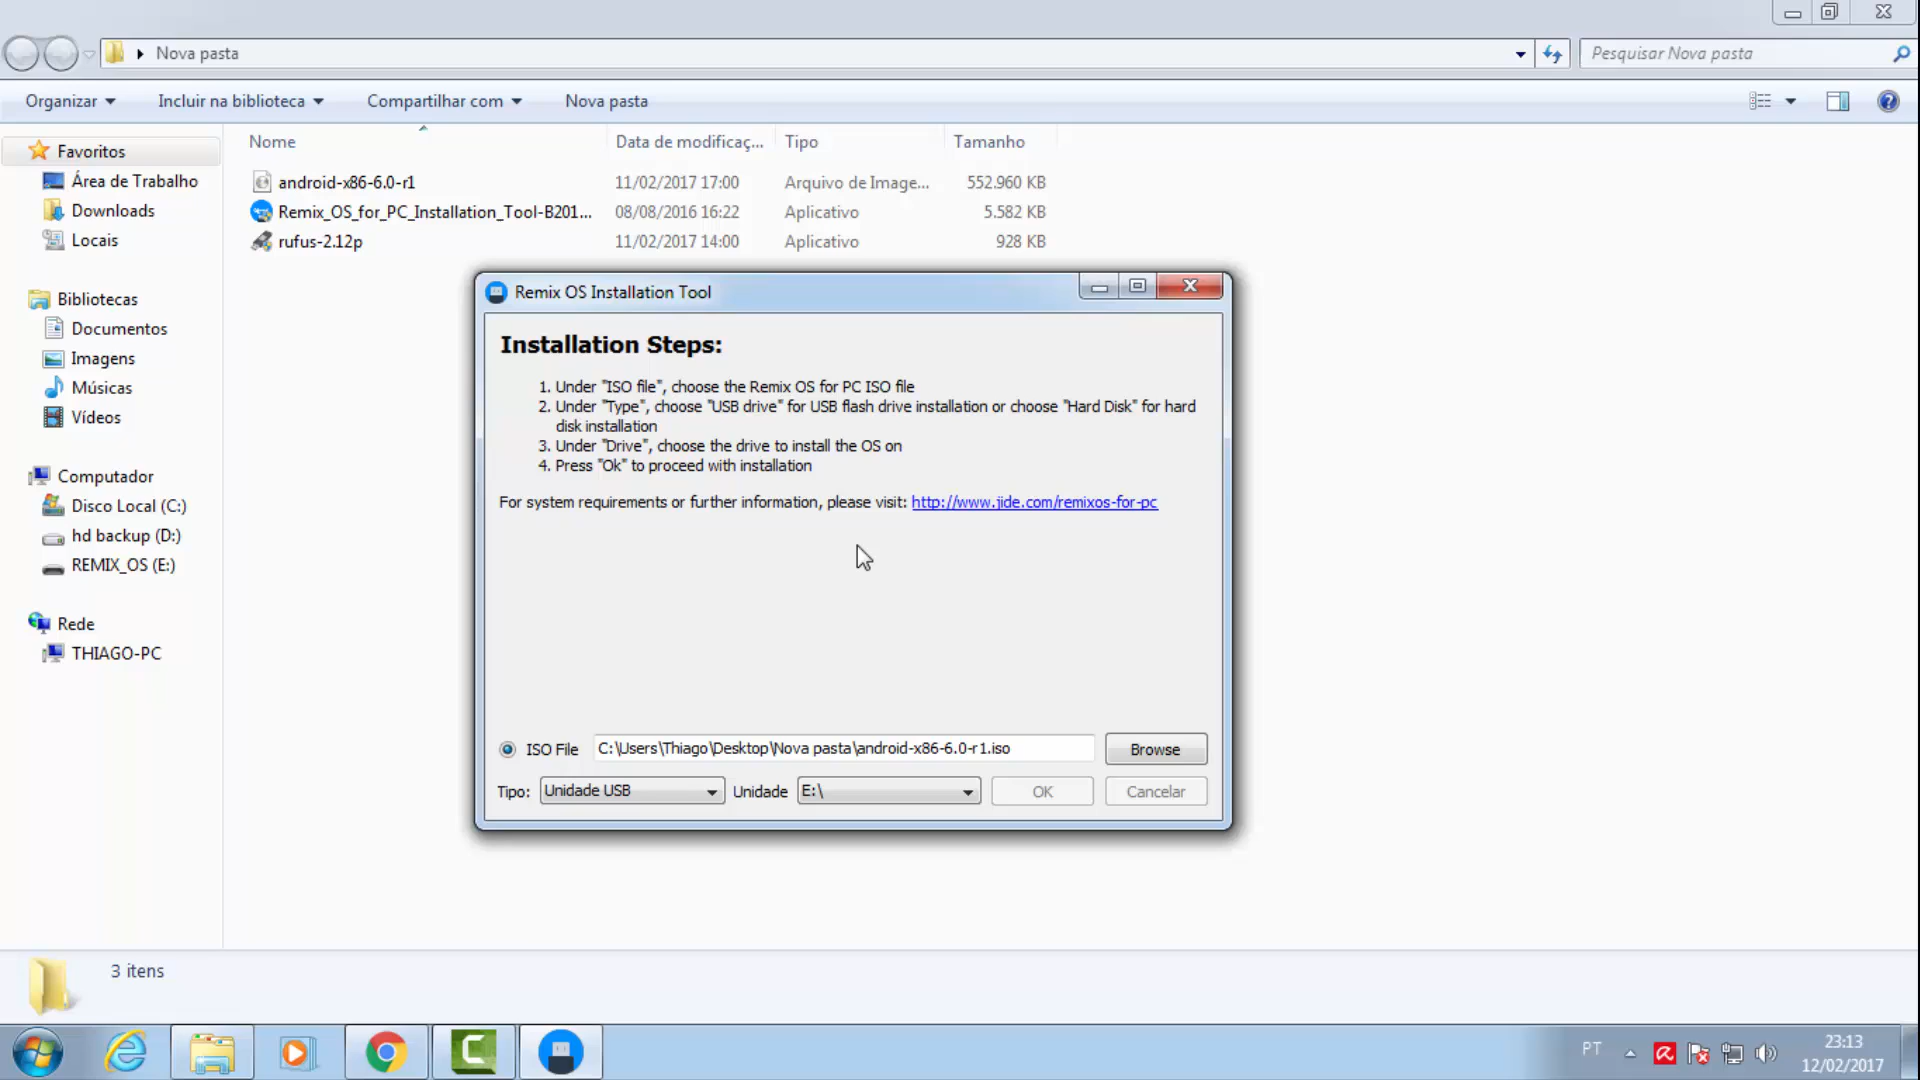 Nova pasta
Pesquisar Nova pasta
Organizar
Incluir na biblioteca
Compartilhar com
Nova pasta
Nome
Data de modificaç...
Tipo
Tamanho
Favoritos
Área de Trabalho
Downloads
Locais
Bibliotecas
Documentos
Imagens
Músicas
Vídeos
Computador
Disco Local (C:)
hd backup (D:)
REMIX_OS (E:)
Rede
THIAGO-PC
android-x86-6.0-r1 11/02/2017 17:00 Arquivo de Image... 552.960 KB
Remix_OS_for_PC_Installation_Tool-B201... 08/08/2016 16:22 Aplicativo 5.582 KB
rufus-2.12p 11/02/2017 14:00 Aplicativo 928 KB
Remix OS Installation Tool
Installation Steps:
1. Under "ISO file", choose the Remix OS for PC ISO file
2. Under "Type", choose "USB drive" for USB flash drive installation or choose "Hard Disk" for hard
disk installation
3. Under "Drive", choose the drive to install the OS on
4. Press "Ok" to proceed with installation
For system requirements or further information, please visit: http://www.jide.com/remixos-for-pc
ISO File C:\Users\Thiago\Desktop\Nova pasta\android-x86-6.0-r1.iso Browse
Tipo: Unidade USB Unidade E:\ OK Cancelar
3 itens
PT
23:13
12/02/2017